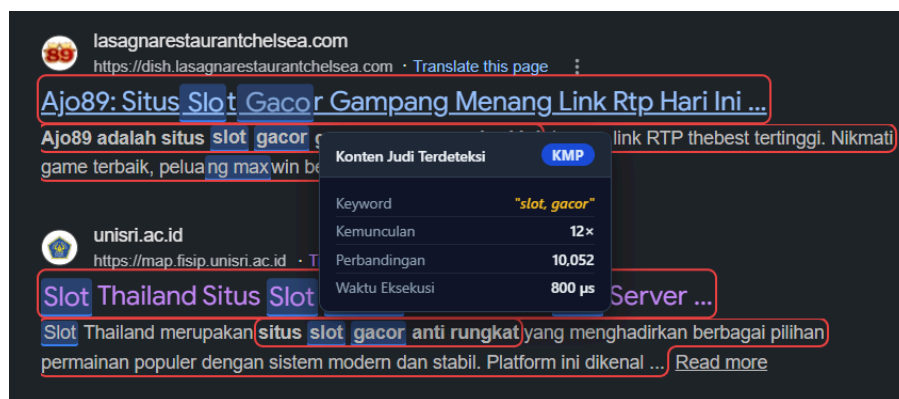 89
lasagnarestaurantchelsea.com
https://dish.lasagnarestaurantchelsea.com · Translate this page
Ajo89: Situs Slot Gacor Gampang Menang Link Rtp Hari Ini ...
Ajo89 adalah situs slot gacor link RTP thebest tertinggi. Nikmati
game terbaik, peluang maxwin
Konten Judi Terdeteksi KMP
Keyword "slot, gacor"
Kemunculan 12×
Perbandingan 10,052
Waktu Eksekusi 800 µs
unisri.ac.id
https://map.fisip.unisri.ac.id ·
Slot Thailand Situs Slot Server ...
Slot Thailand merupakan situs slot gacor anti rungkat yang menghadirkan berbagai pilihan
permainan populer dengan sistem modern dan stabil. Platform ini dikenal ... Read more